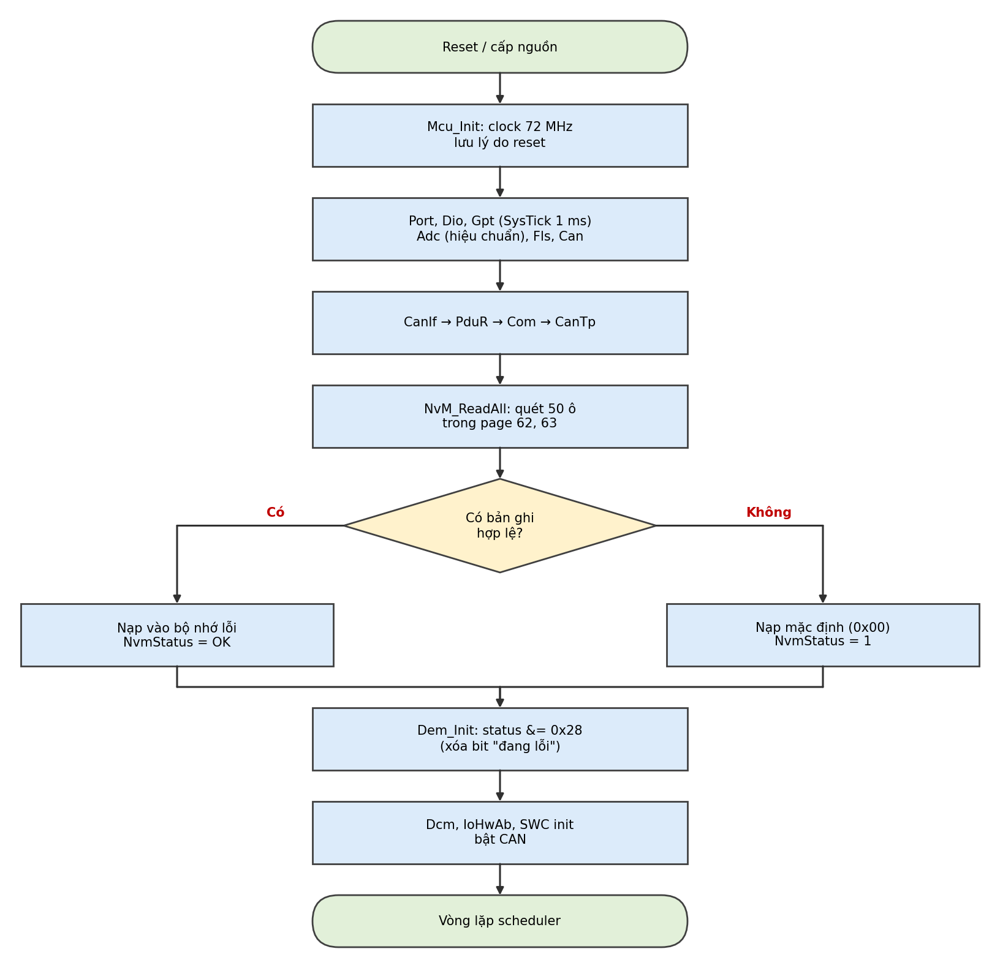 Reset / cấp nguồn
Mcu_Init: clock 72 MHz
lưu lý do reset
Port, Dio, Gpt (SysTick 1 ms)
Adc (hiệu chuẩn), Fls, Can
CanIf → PduR → Com → CanTp
NvM_ReadAll: quét 50 ô
trong page 62, 63
Có bản ghi
hợp lệ?
Có
Không
Nạp vào bộ nhớ lỗi
NvmStatus = OK
Nạp mặc định (0x00)
NvmStatus = 1
Dem_Init: status &= 0x28
(xóa bit "đang lỗi")
Dcm, IoHwAb, SWC init
bật CAN
Vòng lặp scheduler